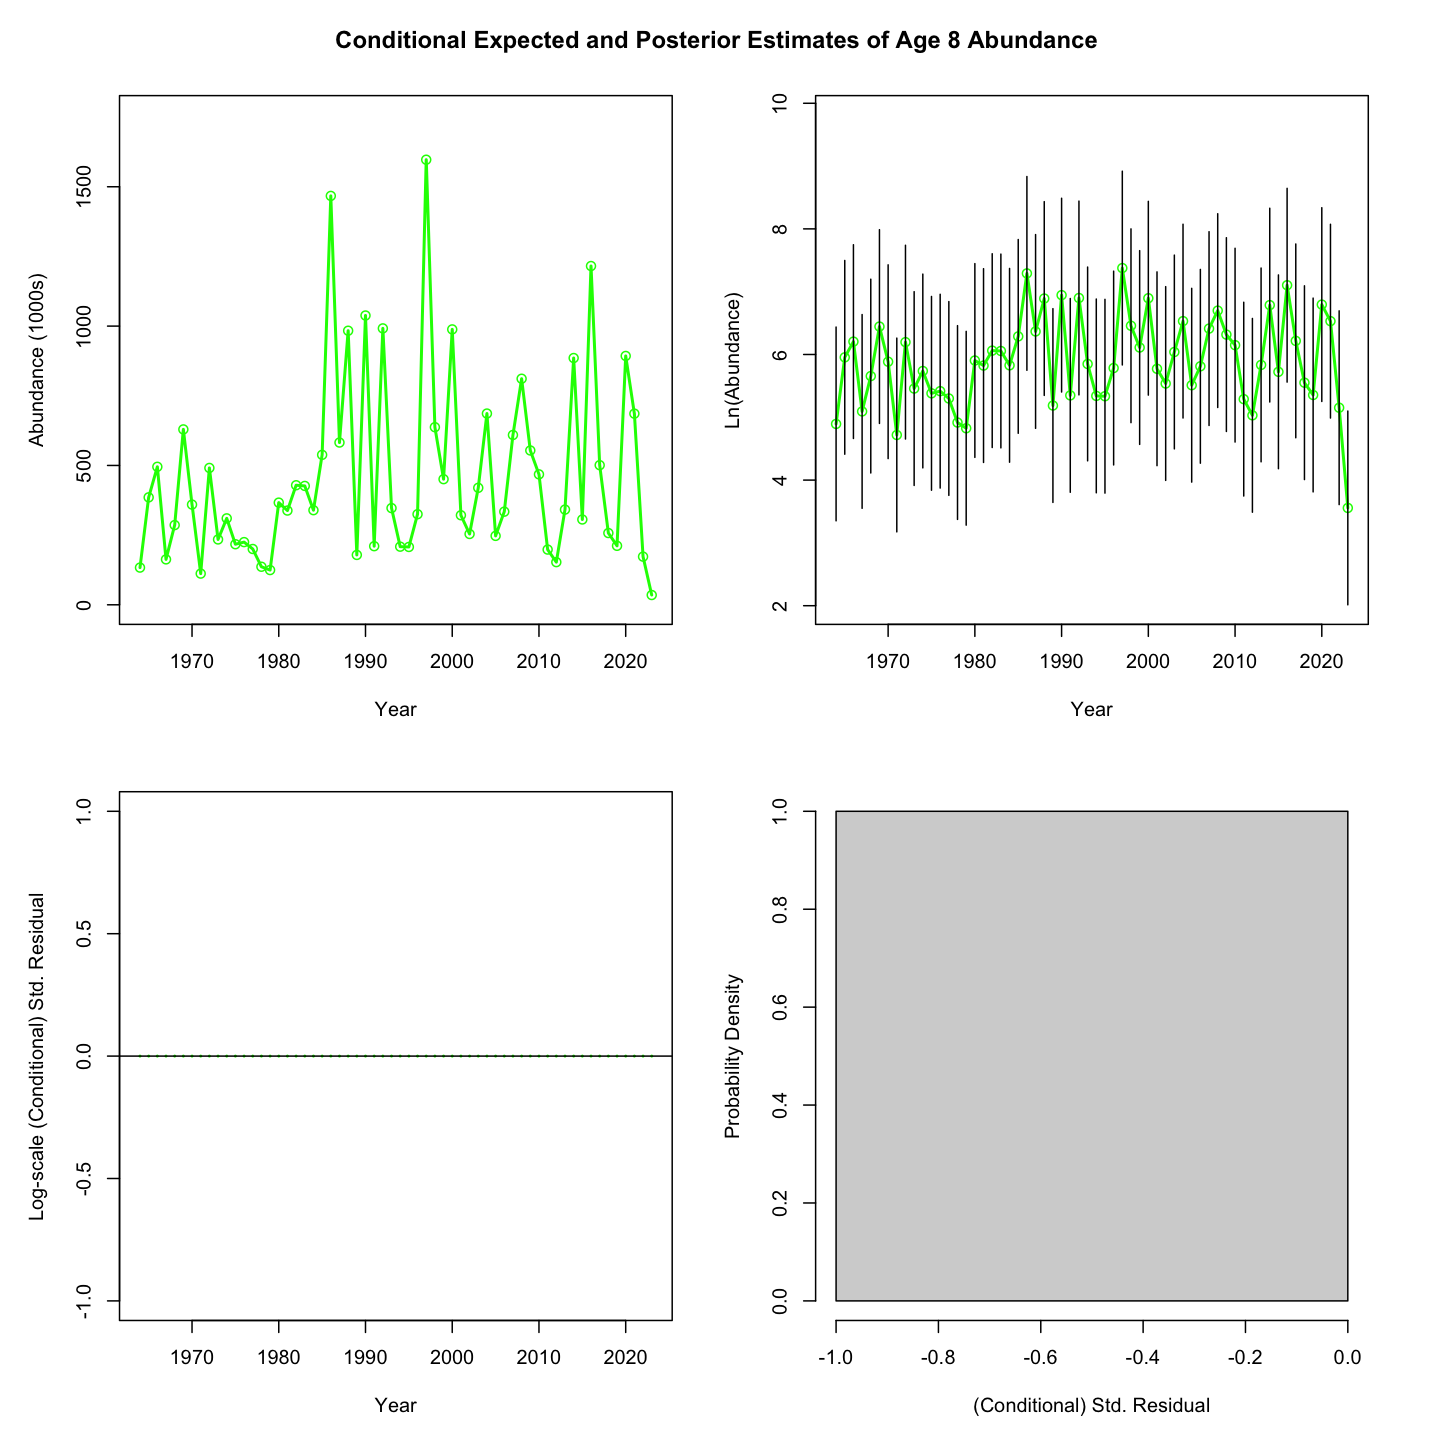 Conditional Expected and Posterior Estimates of Age 8 Abundance
Abundance (1000s)
1500
1000
500
0
1970 1980 1990 2000 2010 2020
Year
Ln(Abundance)
10
8
6
4
2
1970 1980 1990 2000 2010 2020
Year
Log-scale (Conditional) Std. Residual
1.0
0.5
0.0
-0.5
-1.0
1970 1980 1990 2000 2010 2020
Year
Probability Density
1.0
0.8
0.6
0.4
0.2
0.0
-1.0 -0.8 -0.6 -0.4 -0.2 0.0
(Conditional) Std. Residual